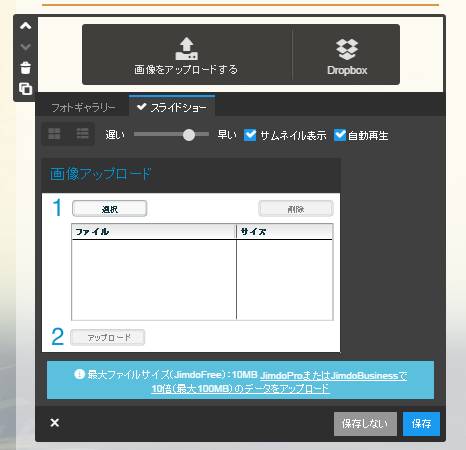 画像をアップロードする
Dropbox
フォトギャラリー
スライドショー
遅い
早い
サムネイル表示
自動再生
画像アップロード
1
選択
削除
ファイル
サイズ
2
アップロード
最大ファイルサイズ(JimdoFree):10MB JimdoProまたはJimdoBusinessで
10倍(最大100MB)のデータをアップロード
保存しない
保存